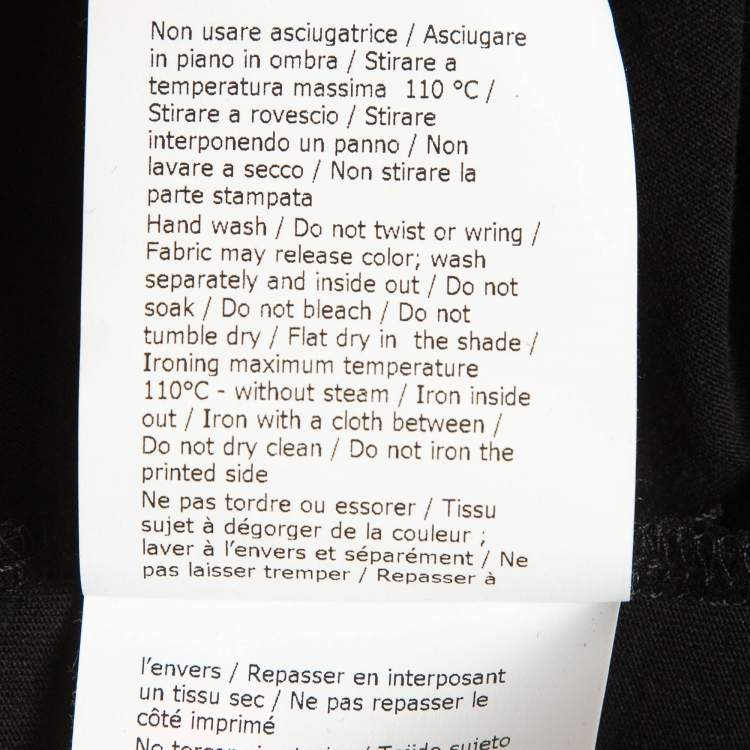 Non usare asciugatrice / Asciugare
in piano in ombra / Stirare a
temperatura massima 110 °C /
Stirare a rovescio / Stirare
interponendo un panno / Non
lavare a secco / Non stirare la
parte stampata
Hand wash / Do not twist or wring /
Fabric may release color; wash
separately and inside out / Do not
soak / Do not bleach / Do not
tumble dry / Flat dry in the shade /
Ironing maximum temperature
110°C - without steam / Iron inside
out / Iron with a cloth between /
Do not dry clean / Do not iron the
printed side
Ne pas tordre ou essorer / Tissu
sujet à dégorger de la couleur ;
laver à l'envers et séparément / Ne
pas laisser tremper / Repasser à
l'envers / Repasser en interposant
un tissu sec / Ne pas repasser le
côté imprimé
No / Tejido sujeto